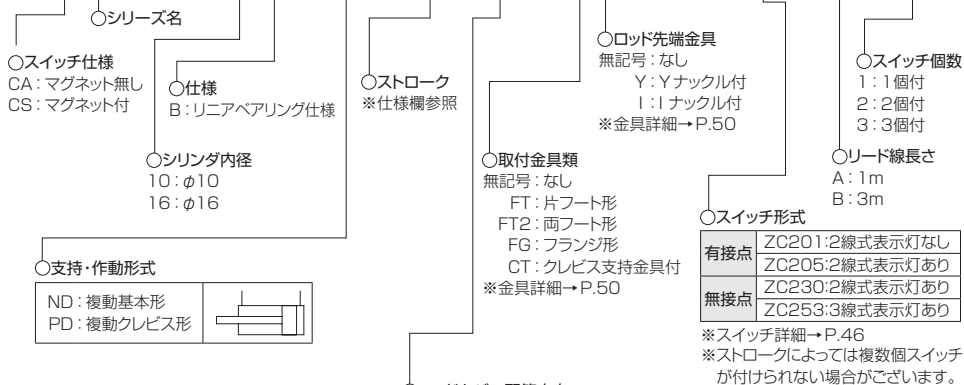 ○シリーズ名
○スイッチ仕様
CA：マグネット無し
CS：マグネット付
○仕様
B：リニアベアリング仕様
○シリンダ内径
10：φ10
16：φ16
○支持・作動形式
ND：複動基本形
PD：複動クレビス形
○ストローク
※仕様欄参照
○取付金具類
無記号：なし
FT：片フート形
FT2：両フート形
FG：フランジ形
CT：クレビス支持金具付
※金具詳細→P.50
○ロッド先端金具
無記号：なし
Y：Yナックル付
I：Iナックル付
※金具詳細→P.50
○スイッチ形式
有接点
ZC201:2線式表示灯なし
ZC205:2線式表示灯あり
無接点
ZC230:2線式表示灯あり
ZC253:3線式表示灯あり
※スイッチ詳細→P.46
※ストロークによっては複数個スイッチ
が付けられない場合がございます。
○リード線長さ
A：1m
B：3m
○スイッチ個数
1：1個付
2：2個付
3：3個付